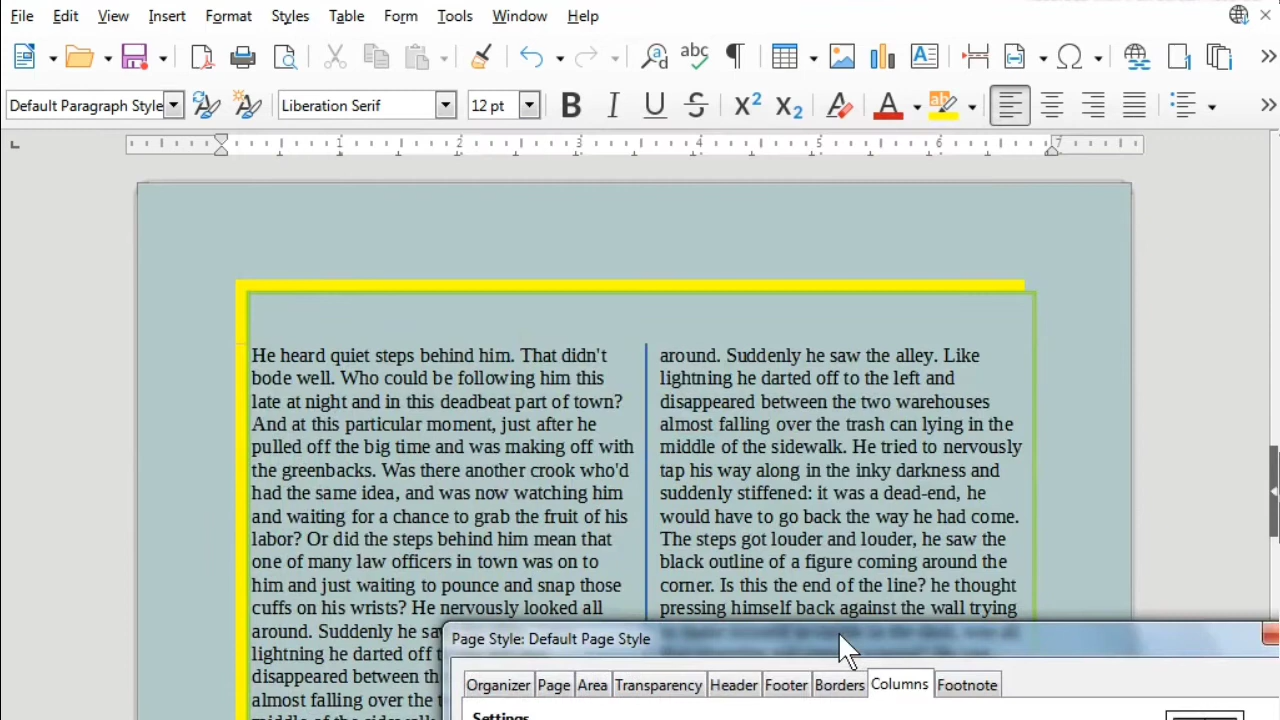 File Edit View Insert Format Styles Table Form Tools Window Help
abc
Default Paragraph Style Liberation Serif 12 pt B I U S X2 X2 A A ab
1 2 3 4 5 6 7
He heard quiet steps behind him. That didn't
bode well. Who could be following him this
late at night and in this deadbeat part of town?
And at this particular moment, just after he
pulled off the big time and was making off with
the greenbacks. Was there another crook who'd
had the same idea, and was now watching him
and waiting for a chance to grab the fruit of his
labor? Or did the steps behind him mean that
one of many law officers in town was on to
him and just waiting to pounce and snap those
cuffs on his wrists? He nervously looked all
around. Suddenly he sa
lightning he darted off t
disappeared between th
almost falling over the t
around. Suddenly he saw the alley. Like
lightning he darted off to the left and
disappeared between the two warehouses
almost falling over the trash can lying in the
middle of the sidewalk. He tried to nervously
tap his way along in the inky darkness and
suddenly stiffened: it was a dead-end, he
would have to go back the way he had come.
The steps got louder and louder, he saw the
black outline of a figure coming around the
corner. Is this the end of the line? he thought
pressing himself back against the wall trying
Page Style: Default Page Style
Organizer Page Area Transparency Header Footer Borders Columns Footnote
Settings